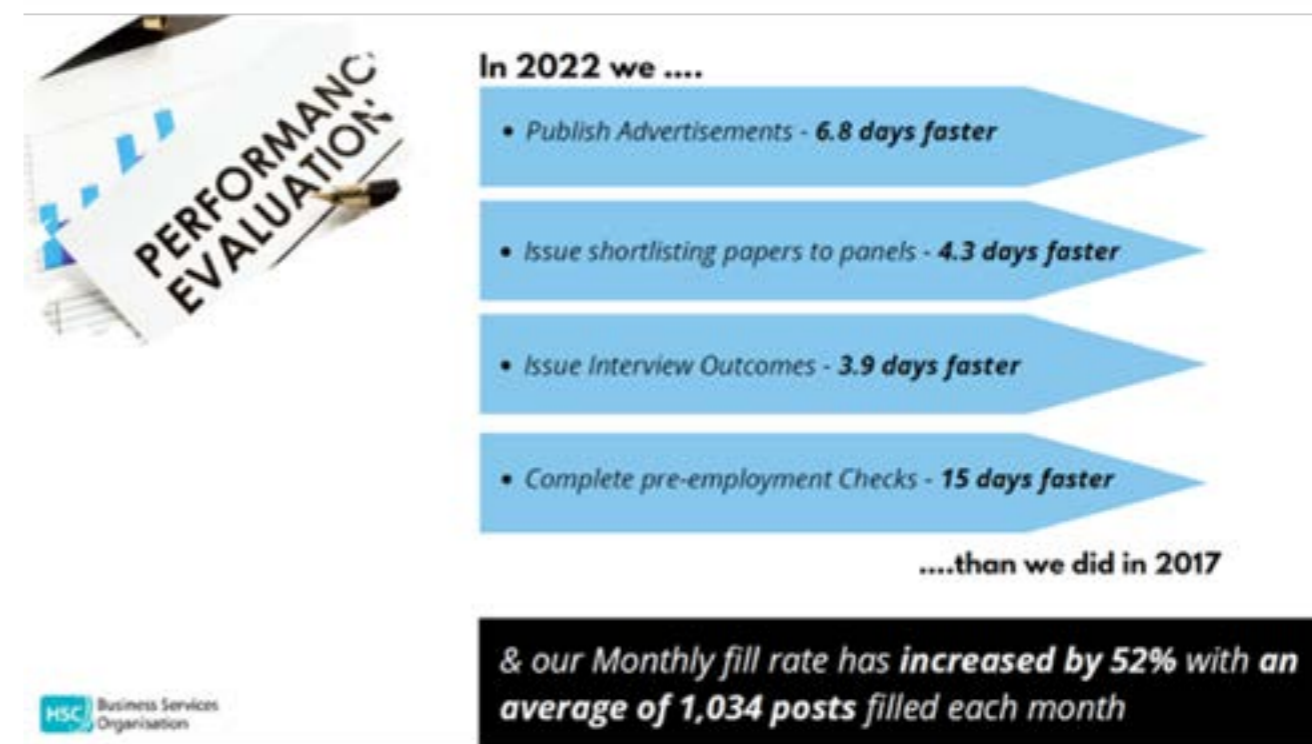 PERFORMANC
EVALUATION
In 2022 we ....
• Publish Advertisements - 6.8 days faster
• Issue shortlisting papers to panels - 4.3 days faster
• Issue Interview Outcomes - 3.9 days faster
• Complete pre-employment Checks - 15 days faster
....than we did in 2017
& our Monthly fill rate has increased by 52% with an
average of 1,034 posts filled each month
HSC
Business Services
Organisation